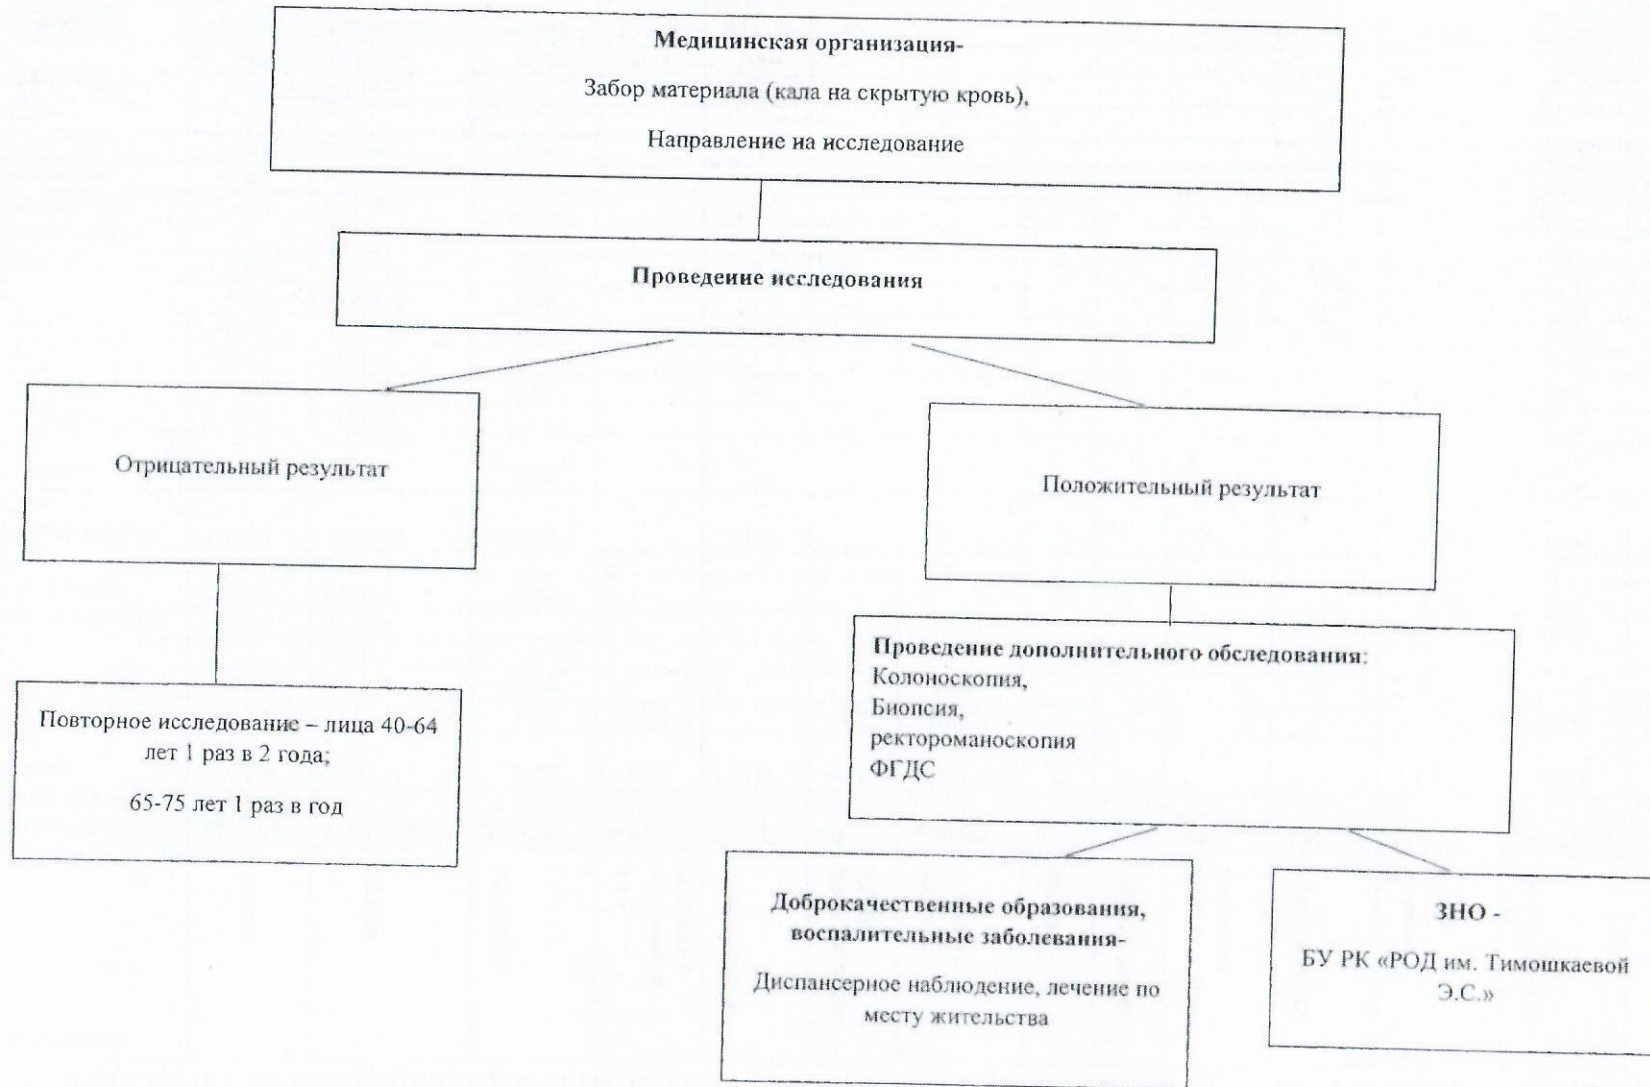 Медицинская организация-
Забор материала (кала на скрытую кровь),
Направление на исследование
Проведение исследования
Отрицательный результат
Положительный результат
Повторное исследование – лица 40-64
лет 1 раз в 2 года;
65-75 лет 1 раз в год
Проведение дополнительного обследования:
Колоноскопия,
Биопсия,
ректороманоскопия
ФГДС
Доброкачественные образования,
воспалительные заболевания-
Диспансерное наблюдение, лечение по
месту жительства
ЗНО -
БУ РК «РОД им. Тимошкаевой
Э.С.»